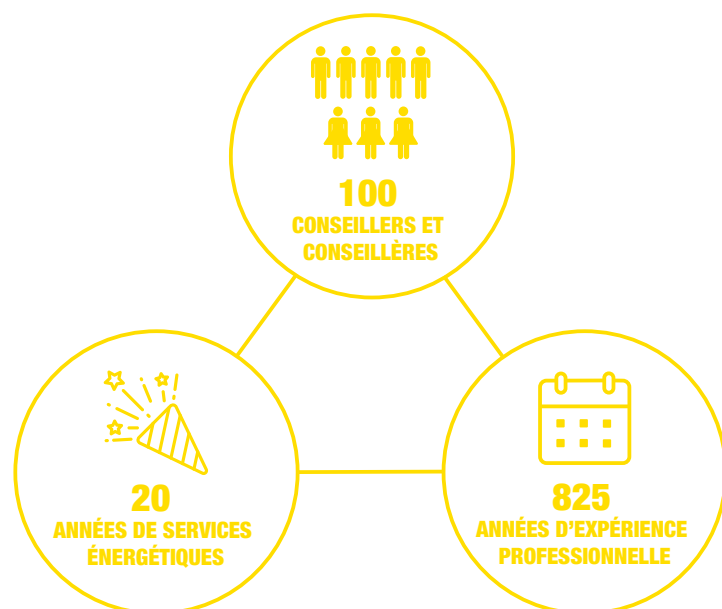 100
CONSEILLERS ET
CONSEILLÈRES
20
ANNÉES DE SERVICES
ÉNERGÉTIQUES
825
ANNÉES D’EXPÉRIENCE
PROFESSIONNELLE